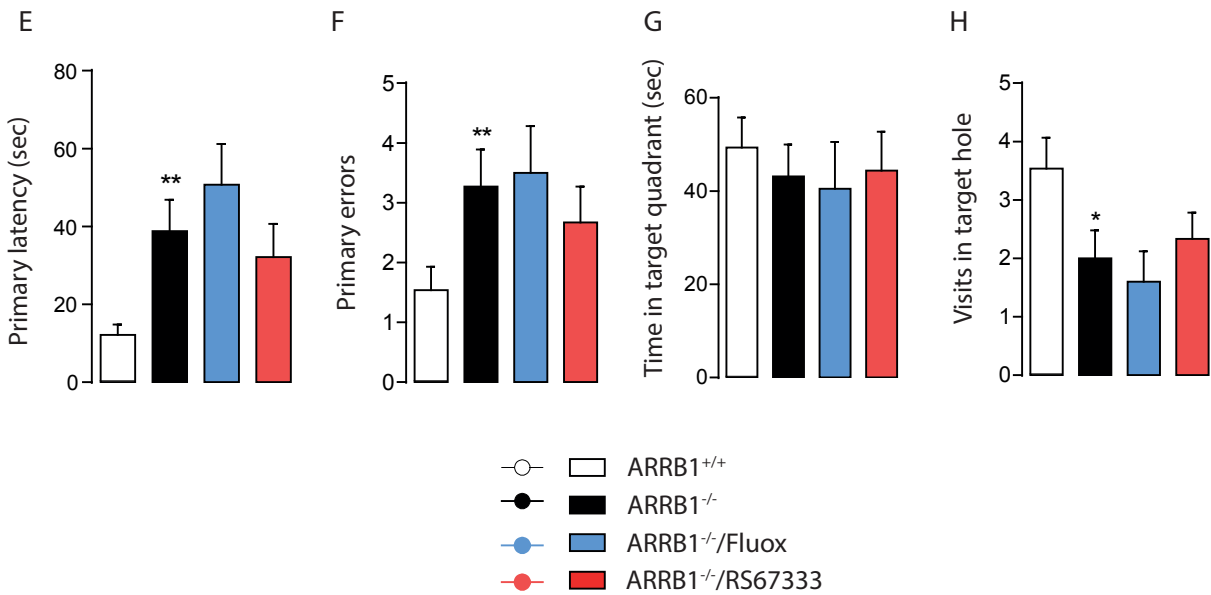 E
F
G
H
Primary latency (sec)
80
60
40
20
0
**
Primary errors
5
4
3
2
1
0
**
Time in target quadrant (sec)
60
40
20
0
Visits in target hole
5
4
3
2
1
0
*
ARRB1+/+
ARRB1-/-
ARRB1-/-/Fluox
ARRB1-/-/RS67333